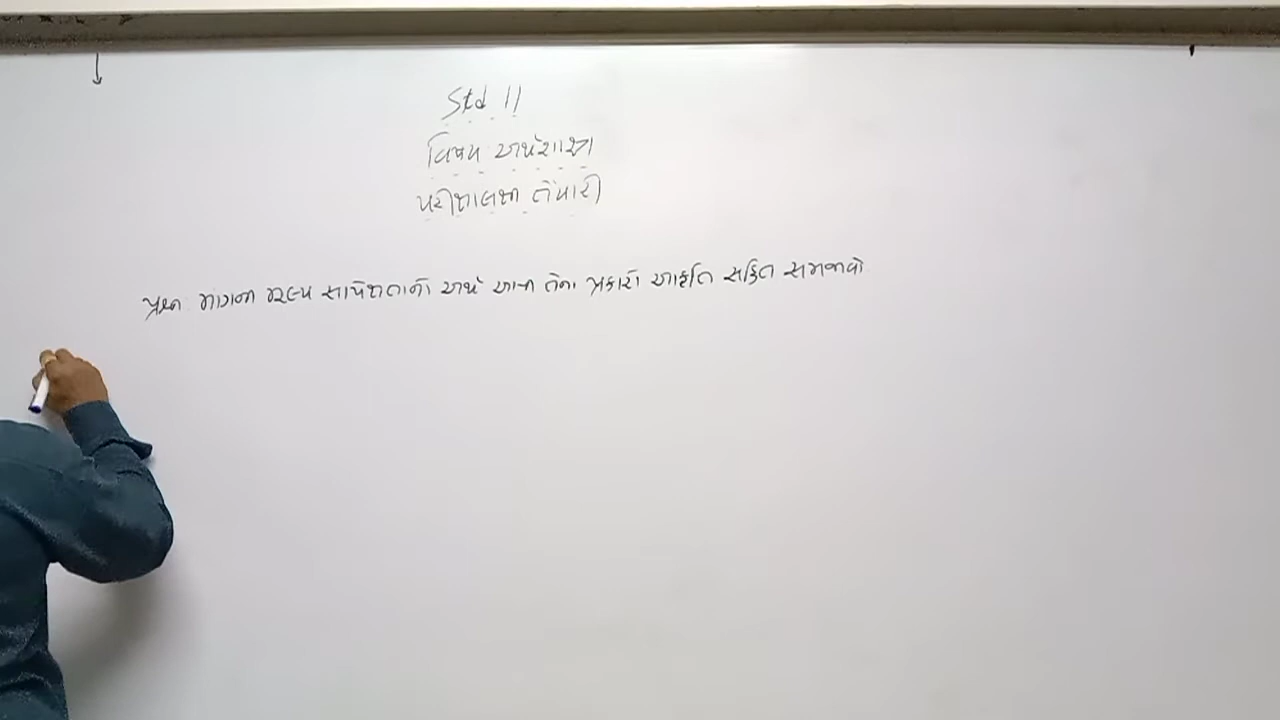 Std 11
વિષય અર્થશાસ્ત્ર
પરીક્ષાલક્ષી તૈયારી
પ્રશ્ન માંગની મૂલ્ય સાપેક્ષતાનો અર્થ આપી તેના પ્રકારો આકૃતિ સહિત સમજાવો